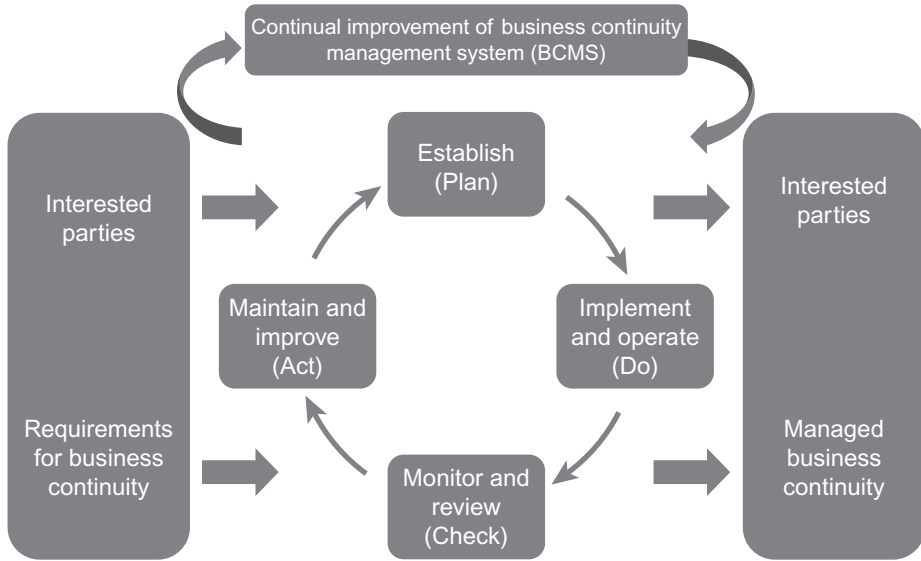 Continual improvement of business continuity
management system (BCMS)
Interested
parties
Requirements
for business
continuity
Establish
(Plan)
Implement
and operate
(Do)
Monitor and
review
(Check)
Maintain and
improve
(Act)
Interested
parties
Managed
business
continuity